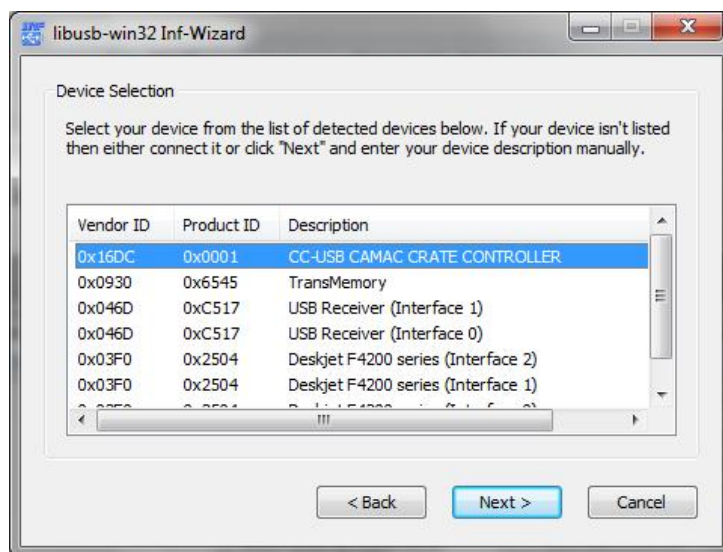 libusb-win32 Inf-Wizard
Device Selection
Select your device from the list of detected devices below. If your device isn't listed
then either connect it or click "Next" and enter your device description manually.
Vendor ID Product ID Description
0x16DC 0x0001 CC-USB CAMAC CRATE CONTROLLER
0x0930 0x6545 TransMemory
0x046D 0xC517 USB Receiver (Interface 1)
0x046D 0xC517 USB Receiver (Interface 0)
0x03F0 0x2504 Deskjet F4200 series (Interface 2)
0x03F0 0x2504 Deskjet F4200 series (Interface 1)
< Back Next > Cancel